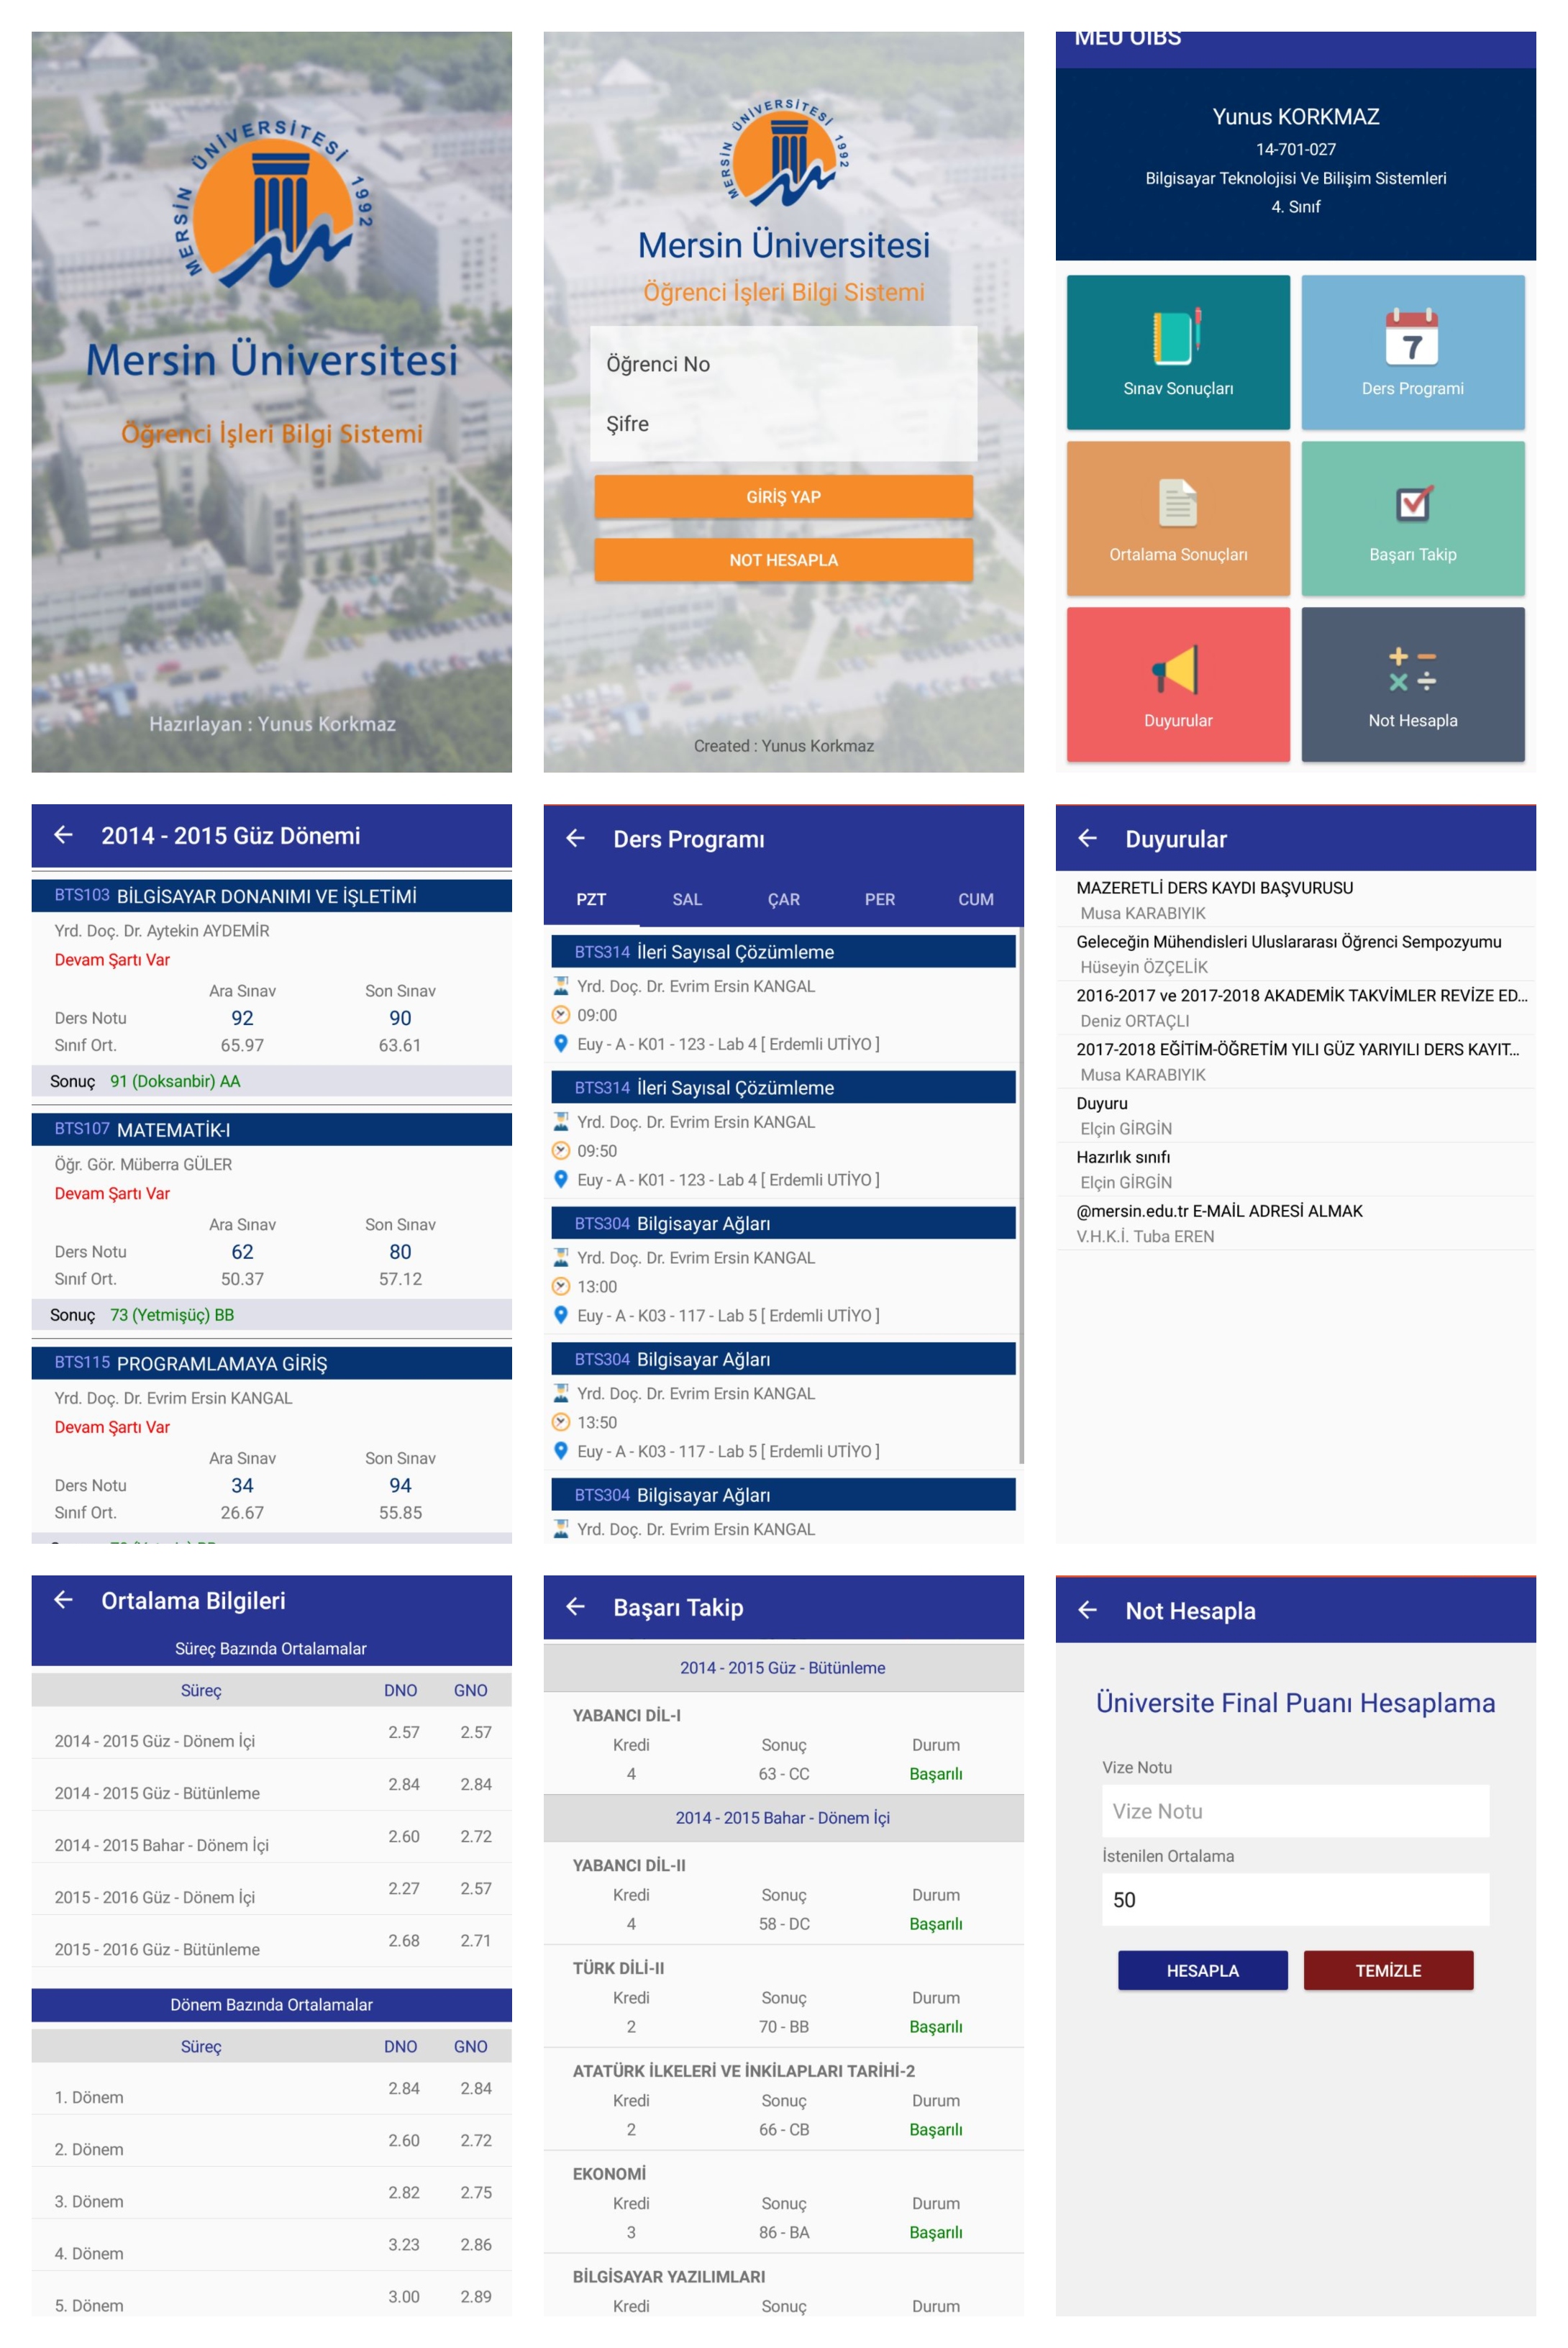 MERSİN ÜNİVERSİTESİ 1992
Mersin Üniversitesi
Öğrenci İşleri Bilgi Sistemi
Hazırlayan : Yunus Korkmaz
MERSİN ÜNİVERSİTESİ 1992
Mersin Üniversitesi
Öğrenci İşleri Bilgi Sistemi
Öğrenci No
Şifre
GİRİŞ YAP
NOT HESAPLA
Created : Yunus Korkmaz
MEU OIBS
Yunus KORKMAZ
14-701-027
Bilgisayar Teknolojisi Ve Bilişim Sistemleri
4. Sınıf
7
Sınav Sonuçları
Ders Programi
Ortalama Sonuçları
Başarı Takip
Duyurular
Not Hesapla
2014 - 2015 Güz Dönemi
BTS103 BİLGİSAYAR DONANIMI VE İŞLETİMİ
Yrd. Doç. Dr. Aytekin AYDEMİR
Devam Şartı Var
Ara Sınav Son Sınav
Ders Notu 92 90
Sınıf Ort. 65.97 63.61
Sonuç 91 (Doksanbir) AA
BTS107 MATEMATİK-I
Öğr. Gör. Müberra GÜLER
Devam Şartı Var
Ara Sınav Son Sınav
Ders Notu 62 80
Sınıf Ort. 50.37 57.12
Sonuç 73 (Yetmişüç) BB
BTS115 PROGRAMLAMAYA GİRİŞ
Yrd. Doç. Dr. Evrim Ersin KANGAL
Devam Şartı Var
Ara Sınav Son Sınav
Ders Notu 34 94
Sınıf Ort. 26.67 55.85
Ders Programı
PZT SAL ÇAR PER CUM
BTS314 İleri Sayısal Çözümleme
Yrd. Doç. Dr. Evrim Ersin KANGAL
09:00
Euy - A - K01 - 123 - Lab 4 [ Erdemli UTİYO ]
BTS314 İleri Sayısal Çözümleme
Yrd. Doç. Dr. Evrim Ersin KANGAL
09:50
Euy - A - K01 - 123 - Lab 4 [ Erdemli UTİYO ]
BTS304 Bilgisayar Ağları
Yrd. Doç. Dr. Evrim Ersin KANGAL
13:00
Euy - A - K03 - 117 - Lab 5 [ Erdemli UTİYO ]
BTS304 Bilgisayar Ağları
Yrd. Doç. Dr. Evrim Ersin KANGAL
13:50
Euy - A - K03 - 117 - Lab 5 [ Erdemli UTİYO ]
BTS304 Bilgisayar Ağları
Yrd. Doç. Dr. Evrim Ersin KANGAL
Duyurular
MAZERETLİ DERS KAYDI BAŞVURUSU
Musa KARABIYIK
Geleceğin Mühendisleri Uluslararası Öğrenci Sempozyumu
Hüseyin ÖZÇELİK
2016-2017 ve 2017-2018 AKADEMİK TAKVİMLER REVİZE ED...
Deniz ORTAÇLI
2017-2018 EĞİTİM-ÖĞRETİM YILI GÜZ YARIYILI DERS KAYIT...
Musa KARABIYIK
Duyuru
Elçin GİRGİN
Hazırlık sınıfı
Elçin GİRGİN
@mersin.edu.tr E-MAİL ADRESİ ALMAK
V.H.K.İ. Tuba EREN
Ortalama Bilgileri
Süreç Bazında Ortalamalar
Süreç DNO GNO
2014 - 2015 Güz - Dönem İçi 2.57 2.57
2014 - 2015 Güz - Bütünleme 2.84 2.84
2014 - 2015 Bahar - Dönem İçi 2.60 2.72
2015 - 2016 Güz - Dönem İçi 2.27 2.57
2015 - 2016 Güz - Bütünleme 2.68 2.71
Dönem Bazında Ortalamalar
Süreç DNO GNO
1. Dönem 2.84 2.84
2. Dönem 2.60 2.72
3. Dönem 2.82 2.75
4. Dönem 3.23 2.86
5. Dönem 3.00 2.89
Başarı Takip
2014 - 2015 Güz - Bütünleme
YABANCI DİL-I
Kredi Sonuç Durum
4 63 - CC Başarılı
2014 - 2015 Bahar - Dönem İçi
YABANCI DİL-II
Kredi Sonuç Durum
4 58 - DC Başarılı
TÜRK DİLİ-II
Kredi Sonuç Durum
2 70 - BB Başarılı
ATATÜRK İLKELERİ VE İNKİLAPLARI TARİHİ-2
Kredi Sonuç Durum
2 66 - CB Başarılı
EKONOMİ
Kredi Sonuç Durum
3 86 - BA Başarılı
BİLGİSAYAR YAZILIMLARI
Kredi Sonuç Durum
Not Hesapla
Üniversite Final Puanı Hesaplama
Vize Notu
Vize Notu
İstenilen Ortalama
50
HESAPLA
TEMİZLE